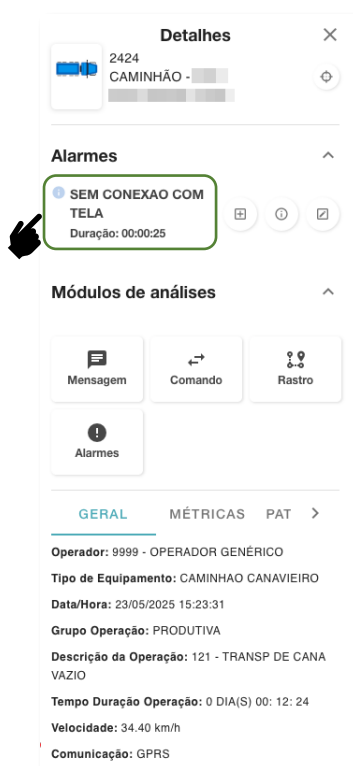 Detalhes
2424
CAMINHÃO -
Alarmes
SEM CONEXAO COM
TELA
Duração: 00:00:25
Módulos de análises
Mensagem
Comando
Rastro
Alarmes
GERAL MÉTRICAS PAT
Operador: 9999 - OPERADOR GENÉRICO
Tipo de Equipamento: CAMINHAO CANAVIEIRO
Data/Hora: 23/05/2025 15:23:31
Grupo Operação: PRODUTIVA
Descrição da Operação: 121 - TRANSP DE CANA
VAZIO
Tempo Duração Operação: 0 DIA(S) 00: 12: 24
Velocidade: 34.40 km/h
Comunicação: GPRS